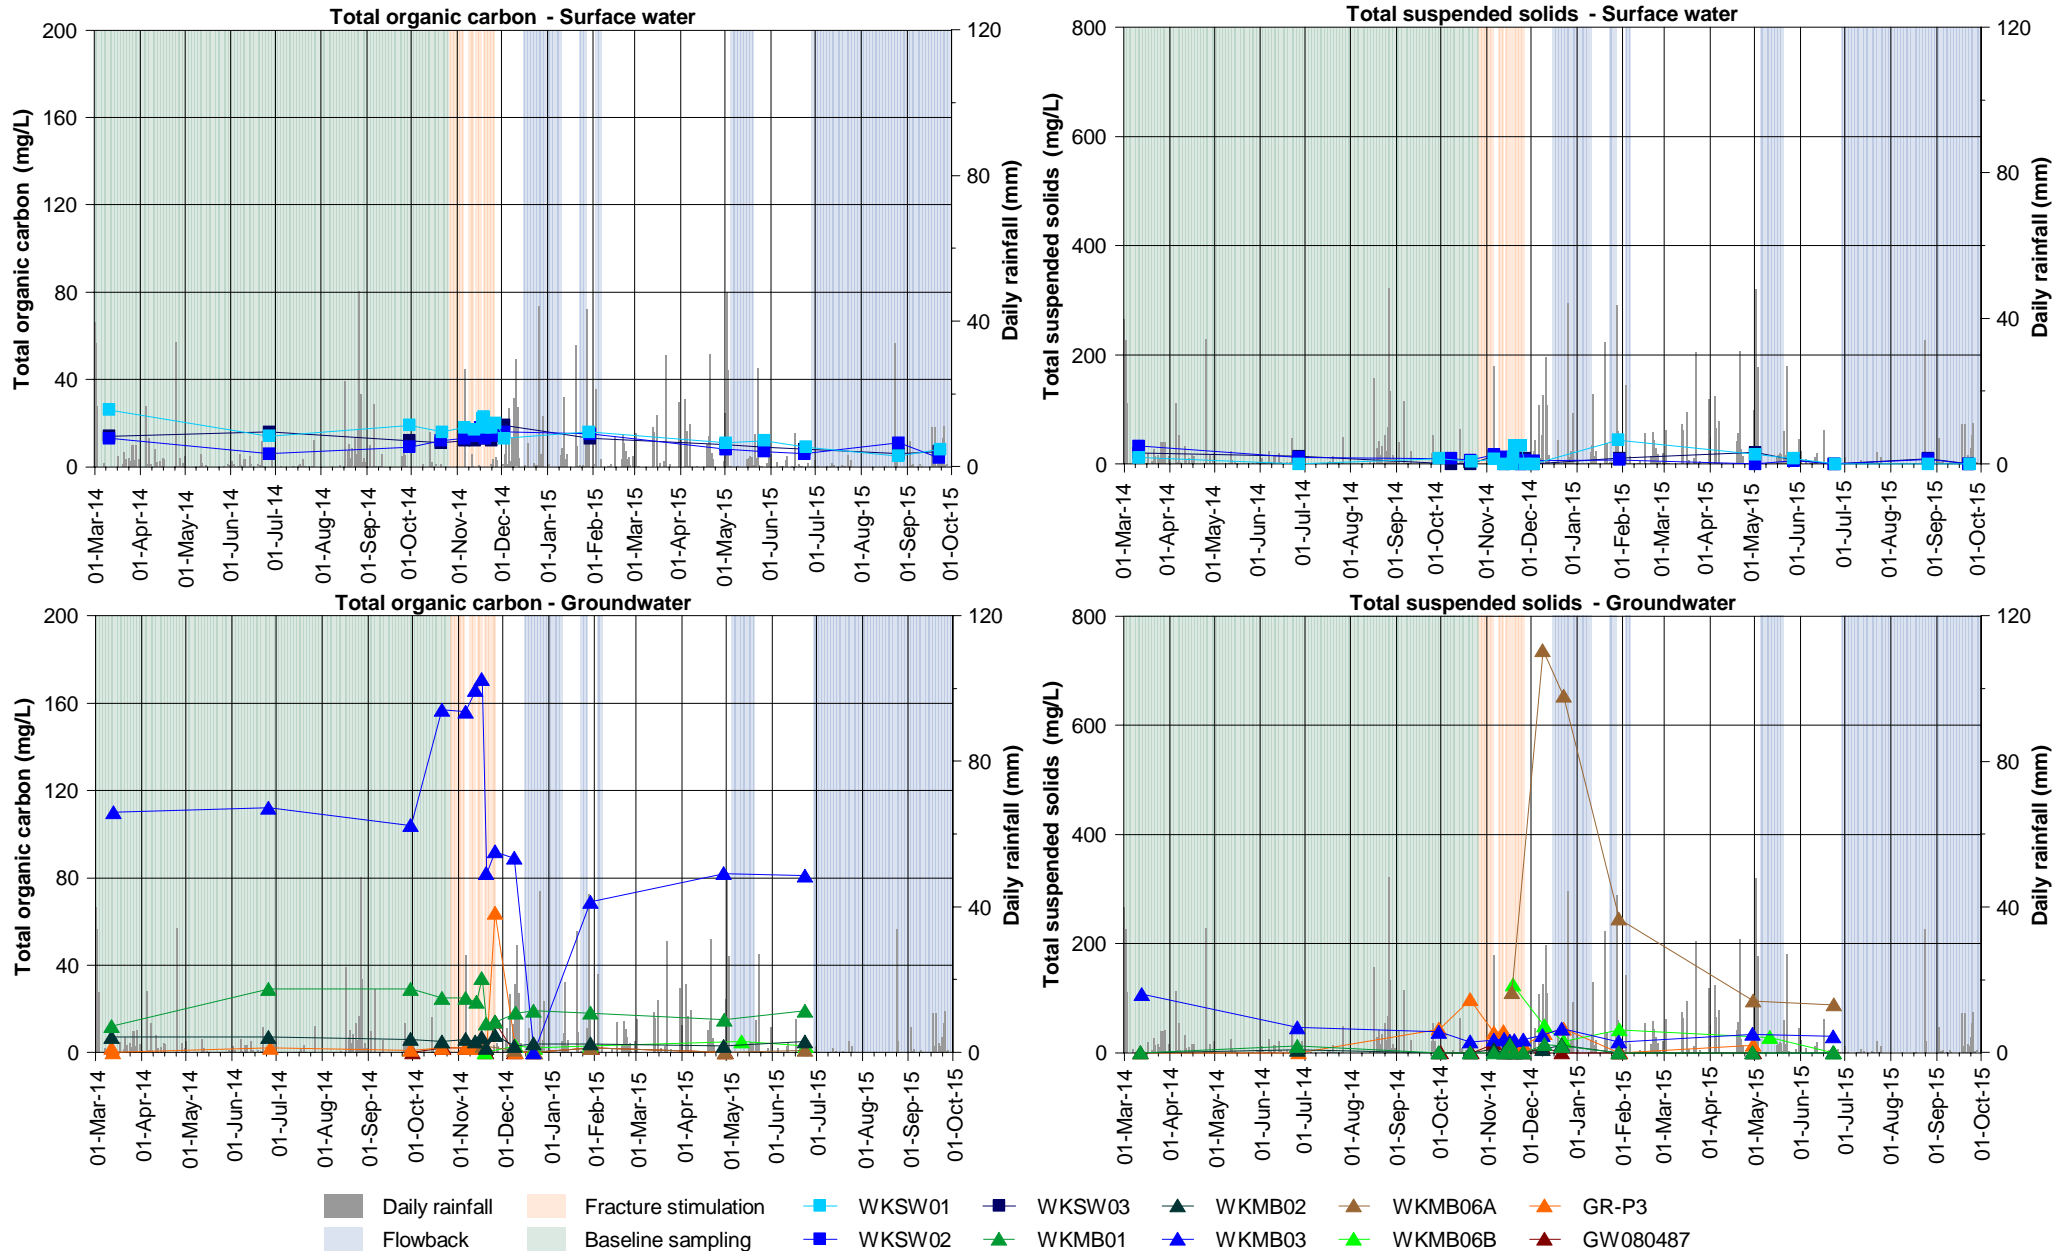 Total organic carbon - Surface water
200
160
120
80
40
0
Total organic carbon (mg/L)
120
80
40
0
Daily rainfall (mm)
01-Mar-14
01-Apr-14
01-May-14
01-Jun-14
01-Jul-14
01-Aug-14
01-Sep-14
01-Oct-14
01-Nov-14
01-Dec-14
01-Jan-15
01-Feb-15
01-Mar-15
01-Apr-15
01-May-15
01-Jun-15
01-Jul-15
01-Aug-15
01-Sep-15
01-Oct-15
Total suspended solids - Surface water
800
600
400
200
0
Total suspended solids (mg/L)
120
80
40
0
Daily rainfall (mm)
01-Mar-14
01-Apr-14
01-May-14
01-Jun-14
01-Jul-14
01-Aug-14
01-Sep-14
01-Oct-14
01-Nov-14
01-Dec-14
01-Jan-15
01-Feb-15
01-Mar-15
01-Apr-15
01-May-15
01-Jun-15
01-Jul-15
01-Aug-15
01-Sep-15
01-Oct-15
Total organic carbon - Groundwater
200
160
120
80
40
0
Total organic carbon (mg/L)
120
80
40
0
Daily rainfall (mm)
01-Mar-14
01-Apr-14
01-May-14
01-Jun-14
01-Jul-14
01-Aug-14
01-Sep-14
01-Oct-14
01-Nov-14
01-Dec-14
01-Jan-15
01-Feb-15
01-Mar-15
01-Apr-15
01-May-15
01-Jun-15
01-Jul-15
01-Aug-15
01-Sep-15
01-Oct-15
Total suspended solids - Groundwater
800
600
400
200
0
Total suspended solids (mg/L)
120
80
40
0
Daily rainfall (mm)
01-Mar-14
01-Apr-14
01-May-14
01-Jun-14
01-Jul-14
01-Aug-14
01-Sep-14
01-Oct-14
01-Nov-14
01-Dec-14
01-Jan-15
01-Feb-15
01-Mar-15
01-Apr-15
01-May-15
01-Jun-15
01-Jul-15
01-Aug-15
01-Sep-15
01-Oct-15
Daily rainfall
Fracture stimulation
WKSW01
WKSW03
WKMB02
WKMB06A
GR-P3
Flowback
Baseline sampling
WKSW02
WKMB01
WKMB03
WKMB06B
GW080487